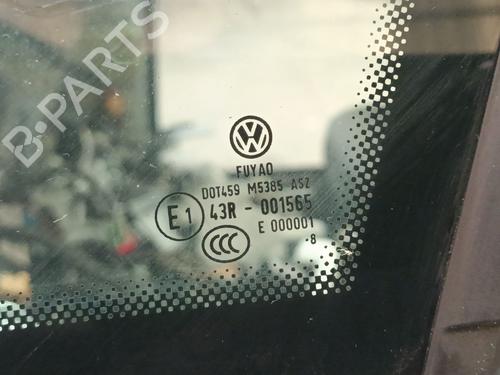 B-PARTS
FUYAO
DOT459 M5385 AS2
E1 43R - 001565
E 000001
CCC
8